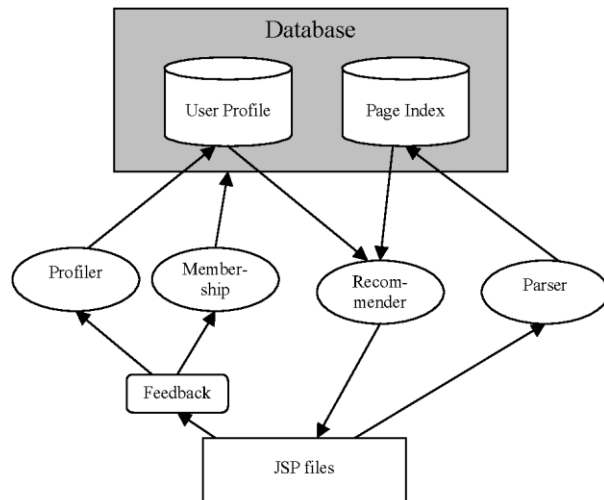 Database
User Profile
Page Index
Profiler
Member-
ship
Recom-
mender
Parser
Feedback
JSP files